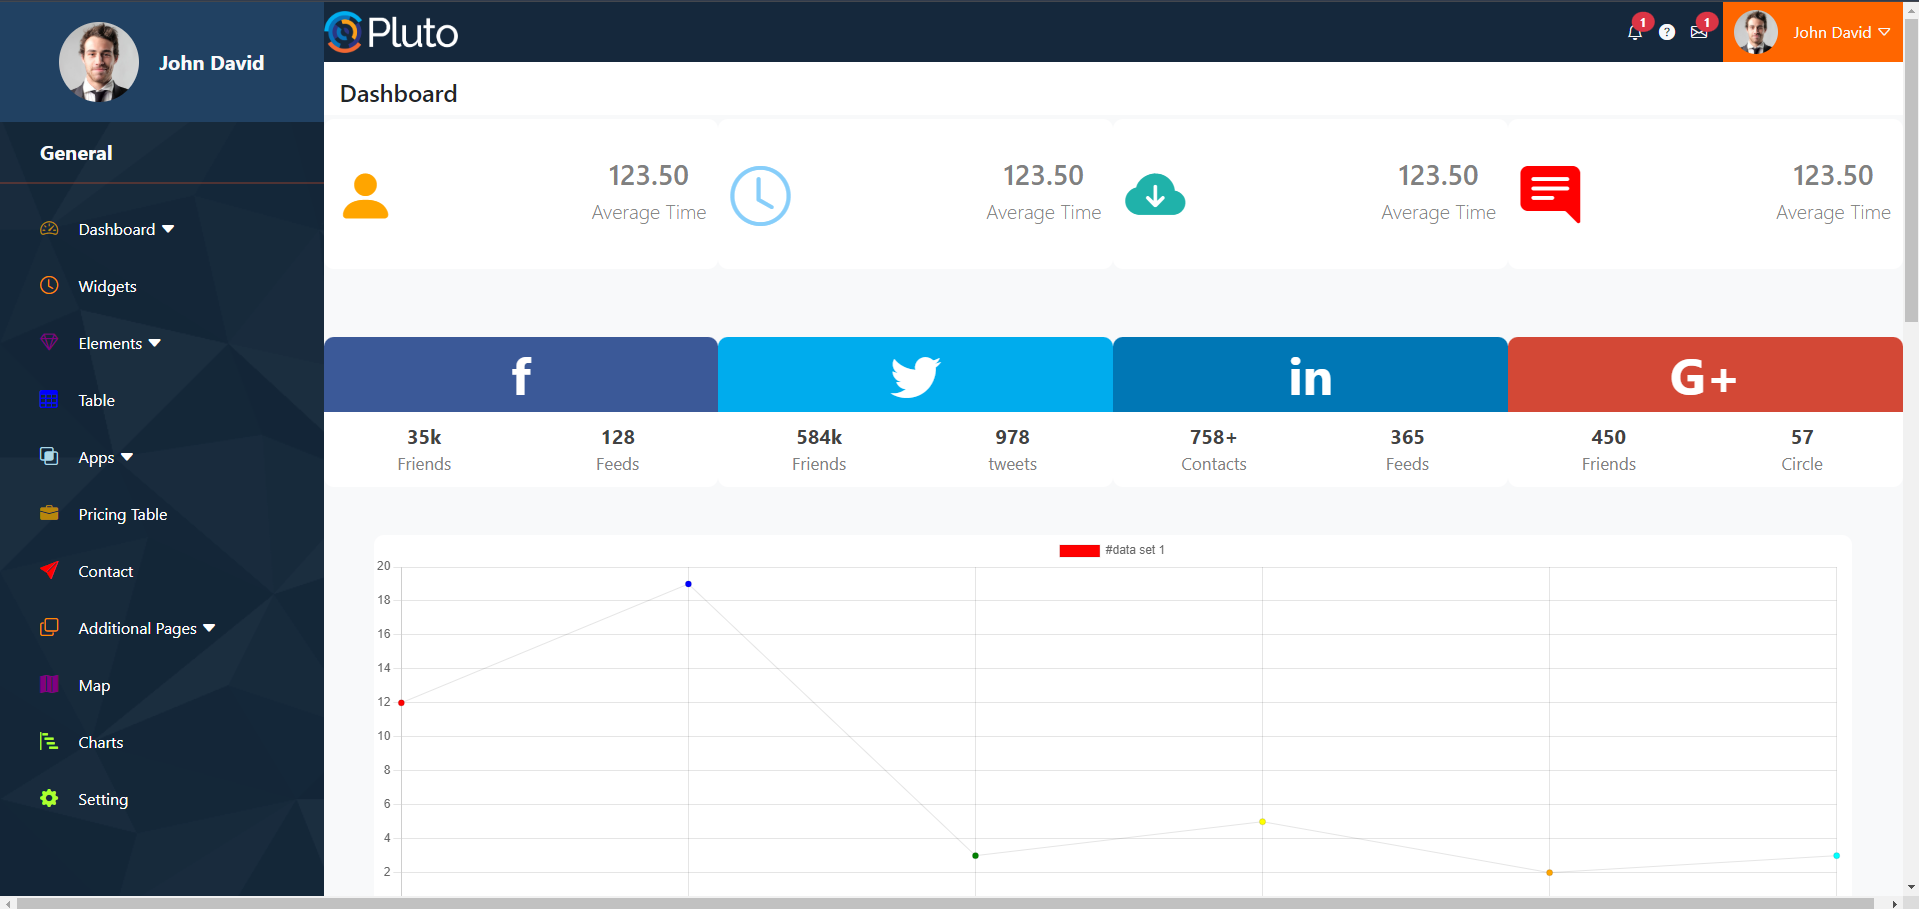 John David
General
Dashboard
Widgets
Elements
Table
Apps
Pricing Table
Contact
Additional Pages
Map
Charts
Setting
Pluto
1
?
1
John David
Dashboard
123.50
Average Time
123.50
Average Time
123.50
Average Time
123.50
Average Time
f
in
G+
35k 128 584k 978 758+ 365 450 57
Friends Feeds Friends tweets Contacts Feeds Friends Circle
#data set 1
20
18
16
14
12
10
8
6
4
2